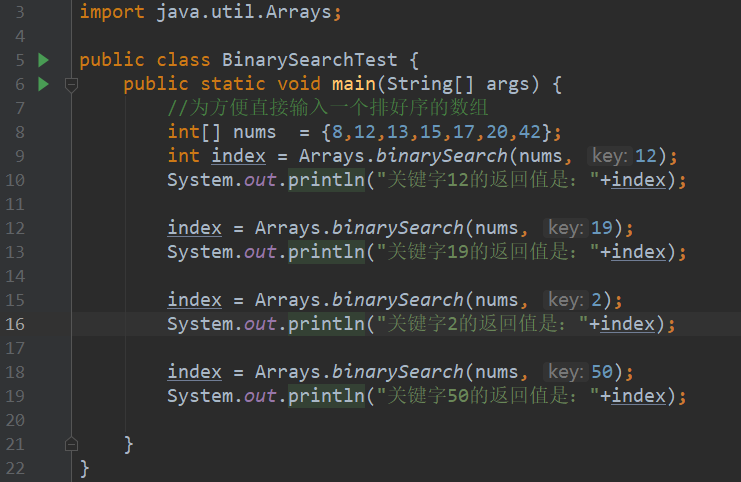 3 import java.util.Arrays;
4
5 public class BinarySearchTest {
6 public static void main(String[] args) {
7 //为方便直接输入一个排好序的数组
8 int[] nums  = {8,12,13,15,17,20,42};
9 int index = Arrays.binarySearch(nums, key: 12);
10 System.out.println("关键字12的返回值是："+index);
11
12 index = Arrays.binarySearch(nums, key: 19);
13 System.out.println("关键字19的返回值是："+index);
14
15 index = Arrays.binarySearch(nums, key: 2);
16 System.out.println("关键字2的返回值是："+index);
17
18 index = Arrays.binarySearch(nums, key: 50);
19 System.out.println("关键字50的返回值是："+index);
20
21 }
22 }